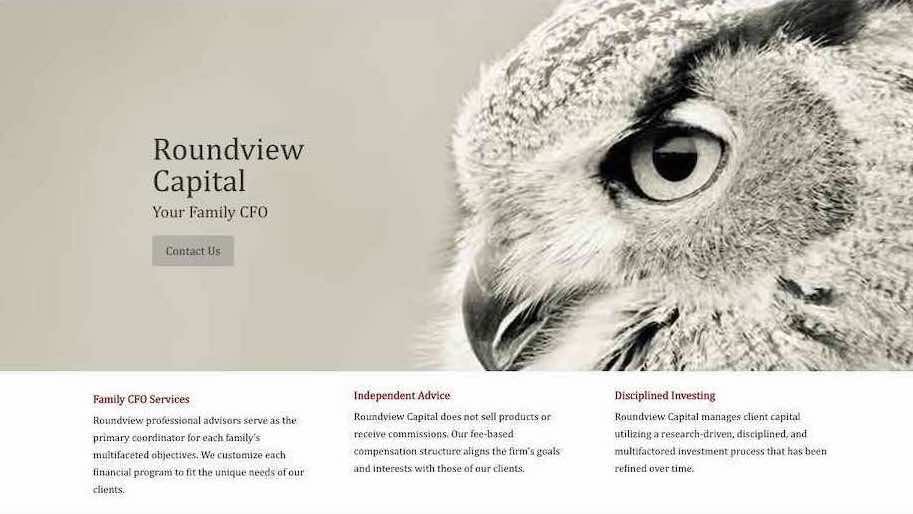 Roundview
Capital
Your Family CFO
Contact Us
Family CFO Services
Roundview professional advisors serve as the
primary coordinator for each family's
multifaceted objectives. We customize each
financial program to fit the unique needs of our
clients.
Independent Advice
Roundview Capital does not sell products or
receive commissions. Our fee-based
compensation structure aligns the firm's goals
and interests with those of our clients.
Disciplined Investing
Roundview Capital manages client capital
utilizing a research-driven, disciplined, and
multifactored investment process that has been
refined over time.